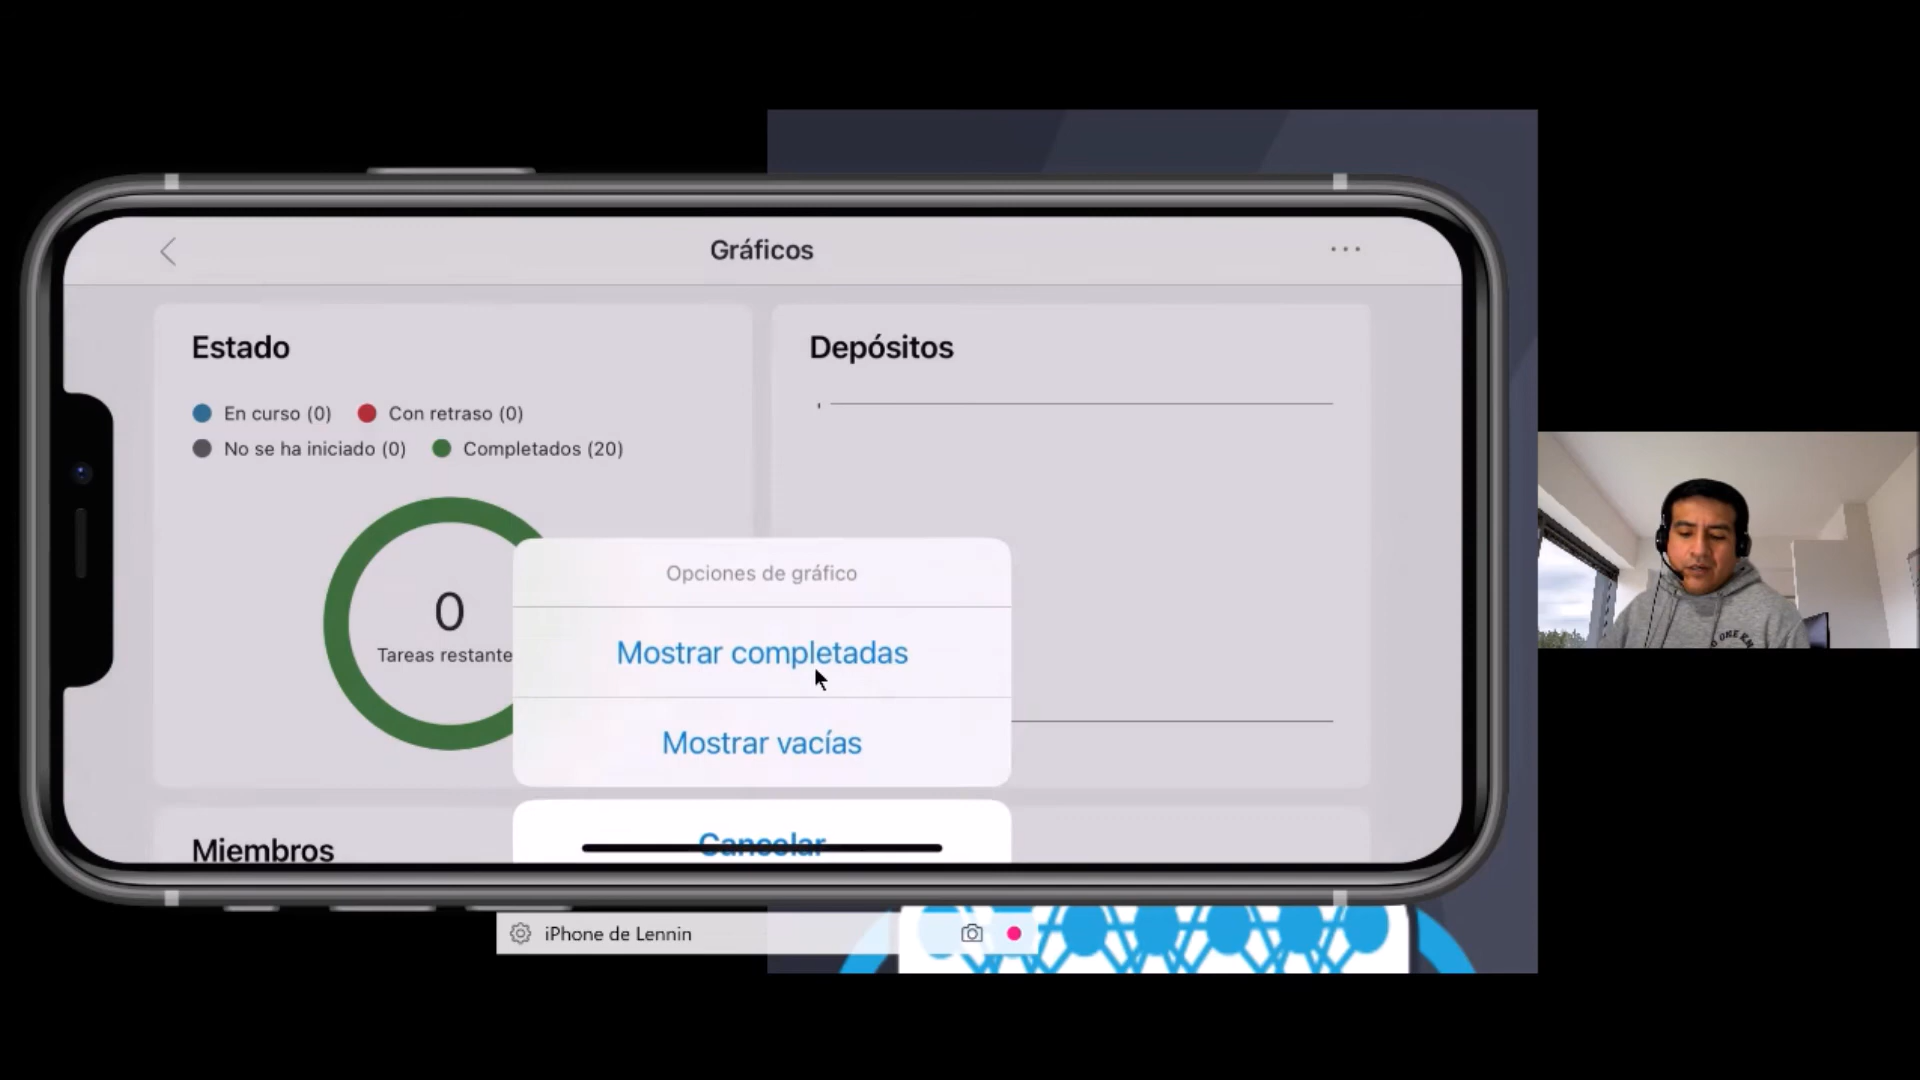 Gráficos
...
Estado
En curso (0) Con retraso (0)
No se ha iniciado (0) Completados (20)
0
Tareas restante
Depósitos
Opciones de gráfico
Mostrar completadas
Mostrar vacías
Cancelar
Miembros
iPhone de Lennin